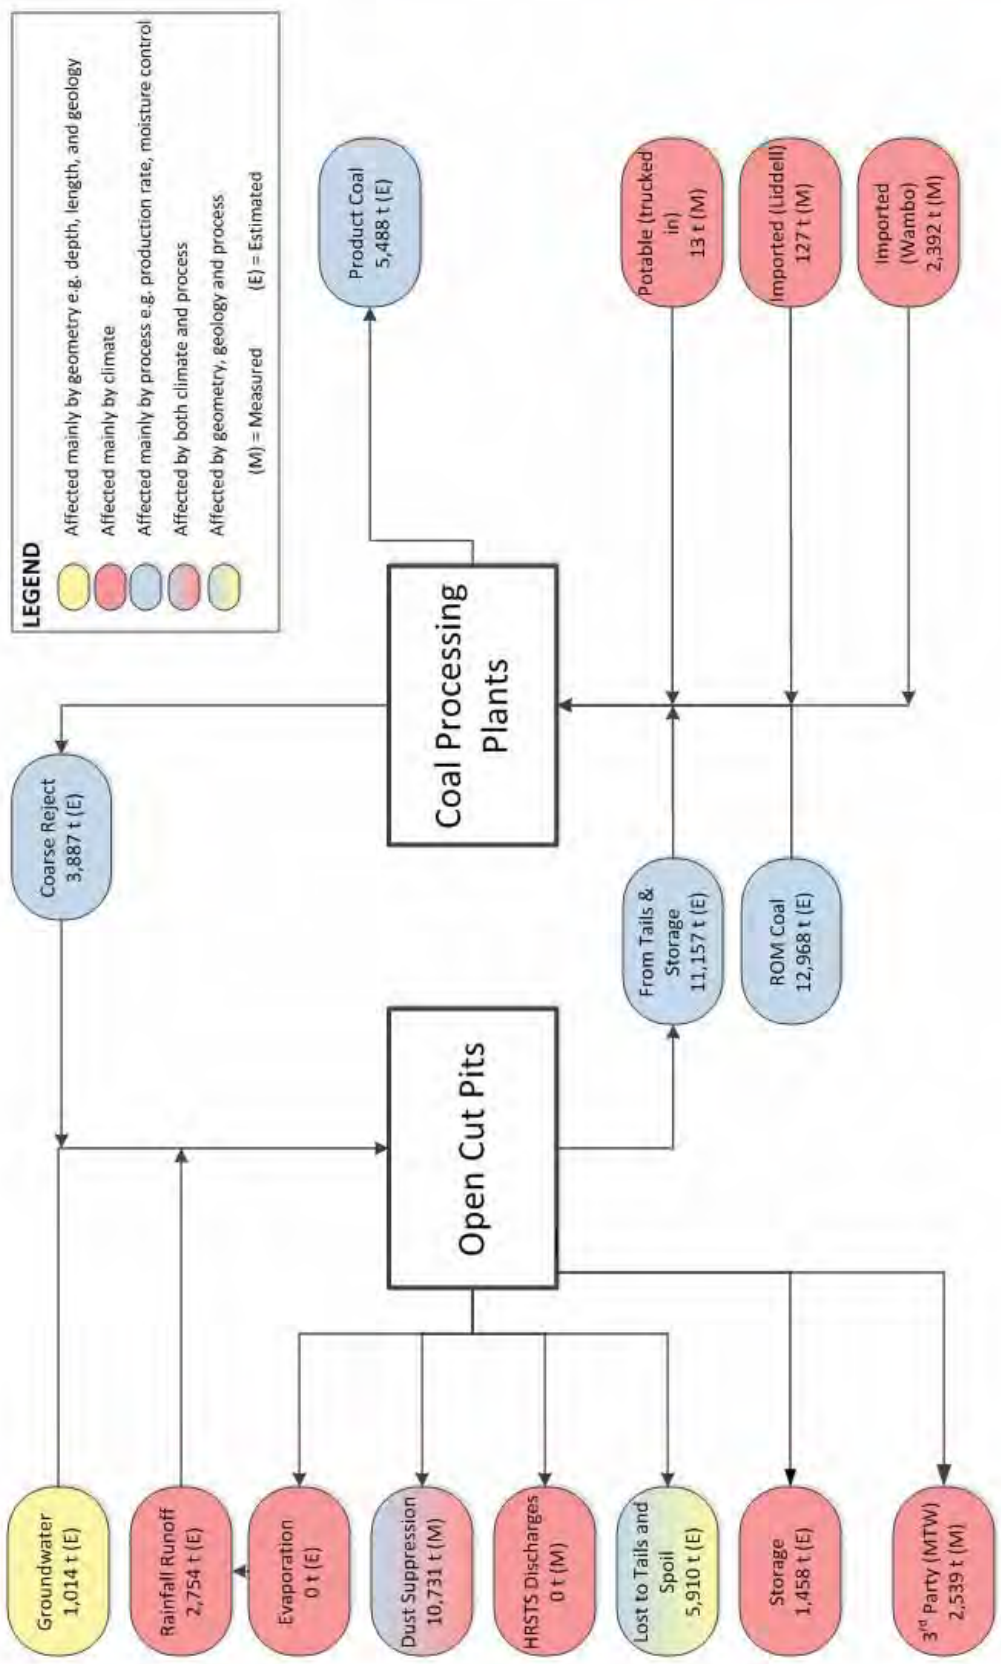 LEGEND
Affected mainly by geometry e.g. depth, length, and geology
Affected mainly by climate
Affected mainly by process e.g. production rate, moisture control
Affected by both climate and process
Affected by geometry, geology and process
(M) = Measured (E) = Estimated
Groundwater
1,014 t (E)
Rainfall Runoff
2,754 t (E)
Evaporation
0 t (E)
Dust Suppression
10,731 t (M)
HRSTS Discharges
0 t (M)
Lost to Tails and
Spoil
5,910 t (E)
Storage
1,458 t (E)
3rd Party (MTW)
2,539 t (M)
Open Cut Pits
Coarse Reject
3,887 t (E)
From Tails &
Storage
11,157 t (E)
ROM Coal
12,968 t (E)
Coal Processing
Plants
Product Coal
5,488 t (E)
Potable (trucked
in)
13 t (M)
Imported (Liddell)
127 t (M)
Imported
(Wambo)
2,392 t (M)